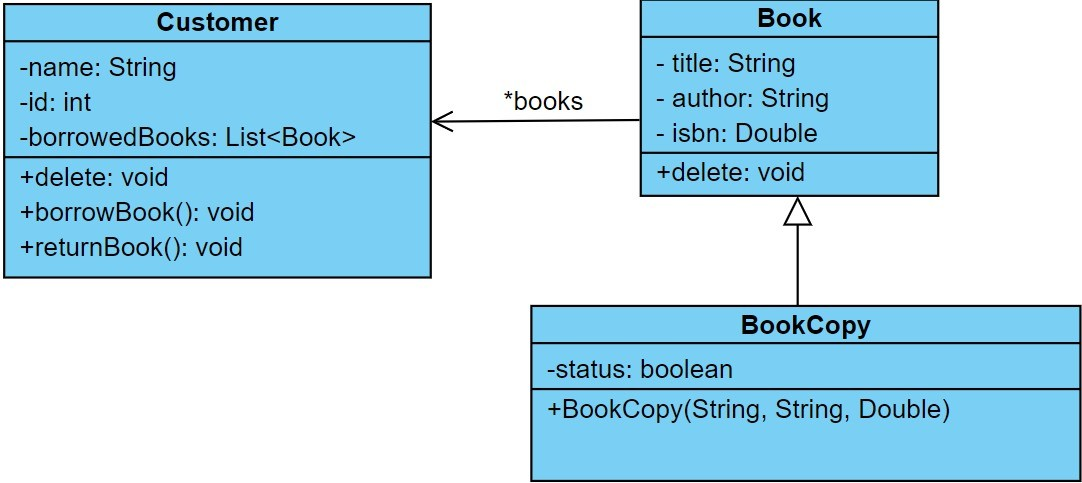 Customer
-name: String
-id: int
-borrowedBooks: List<Book>
+delete: void
+borrowBook(): void
+returnBook(): void
*books
Book
- title: String
- author: String
- isbn: Double
+delete: void
BookCopy
-status: boolean
+BookCopy(String, String, Double)